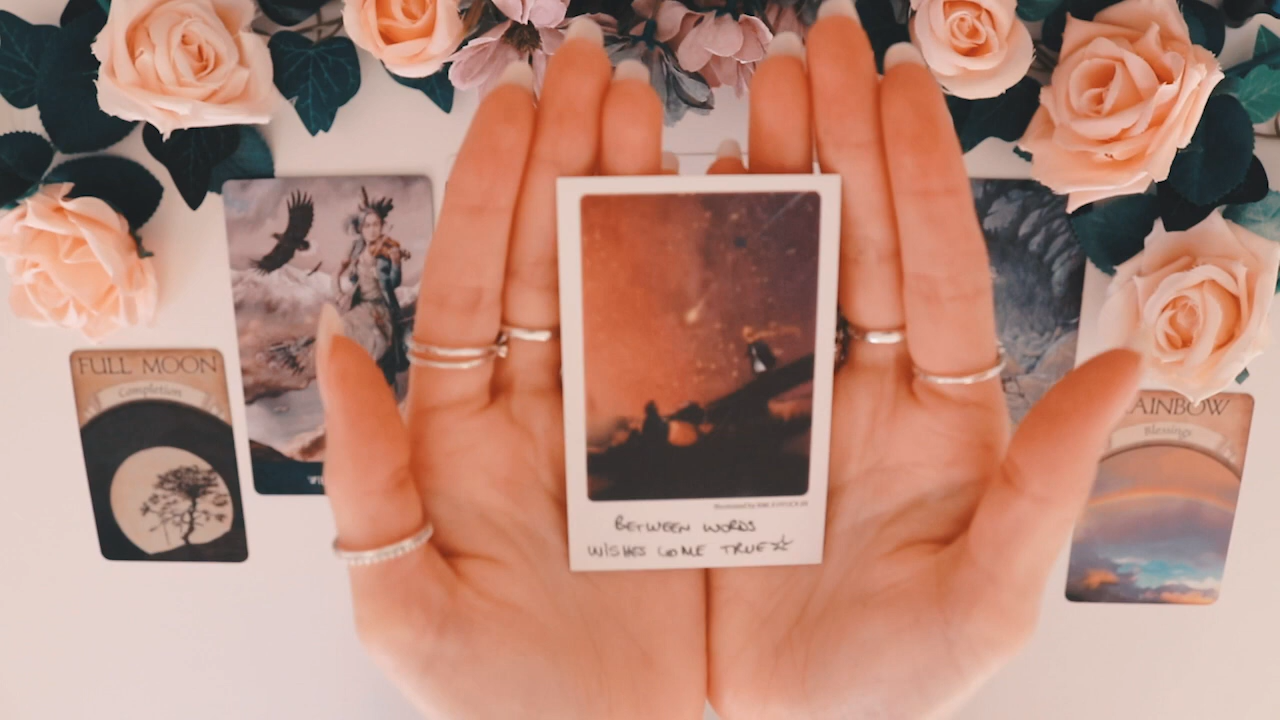 FULL MOON
Completion
BETWEEN WORDS
WISHES COME TRUE
RAINBOW
Blessings